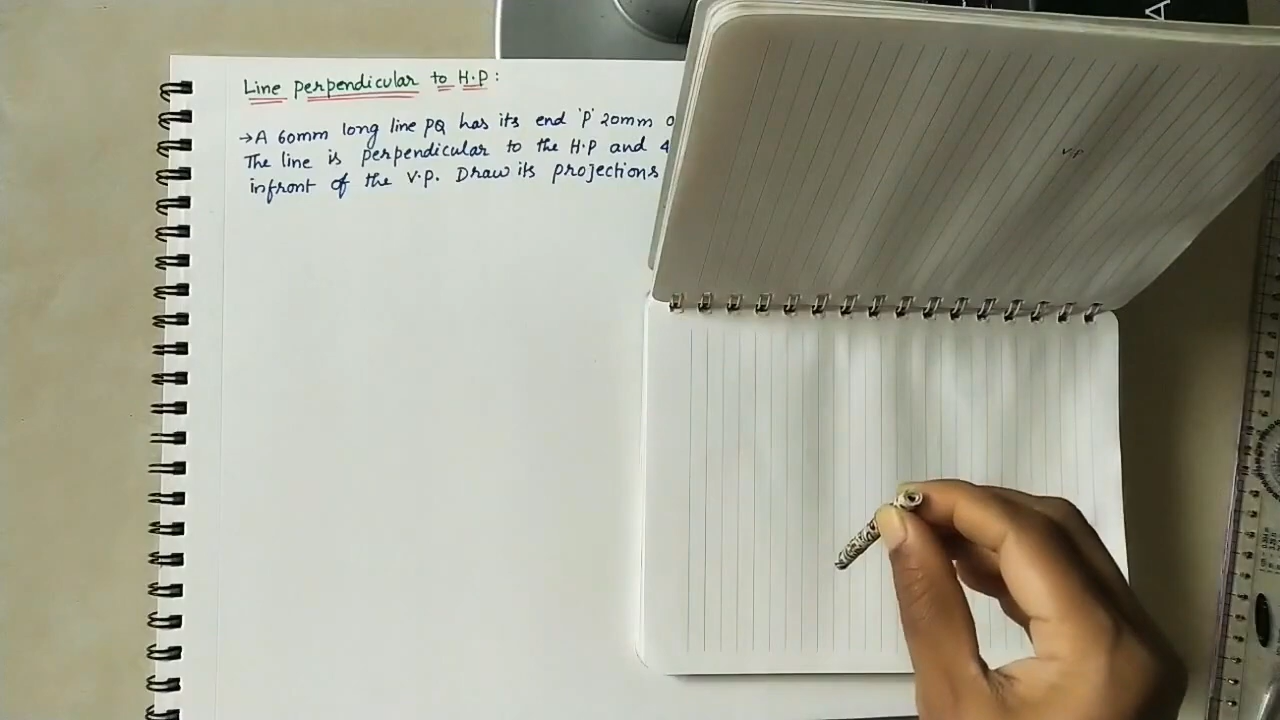 Line perpendicular to H.P:
→A 60mm long line PQ has its end 'P' 20mm
The line is perpendicular to the H.P and 4
infront of the V.P. Draw its projections
V.P
A